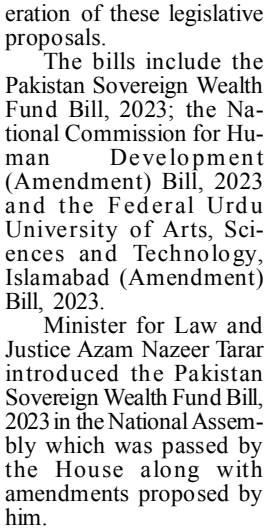 eration of these legislative
proposals.
The bills include the
Pakistan Sovereign Wealth
Fund Bill, 2023; the Na-
tional Commission for Hu-
man Development
(Amendment) Bill, 2023
and the Federal Urdu
University of Arts, Sci-
ences and Technology,
Islamabad (Amendment)
Bill, 2023.
Minister for Law and
Justice Azam Nazeer Tarar
introduced the Pakistan
Sovereign Wealth Fund Bill,
2023 in the National Assem-
bly which was passed by
the House along with
amendments proposed by
him.